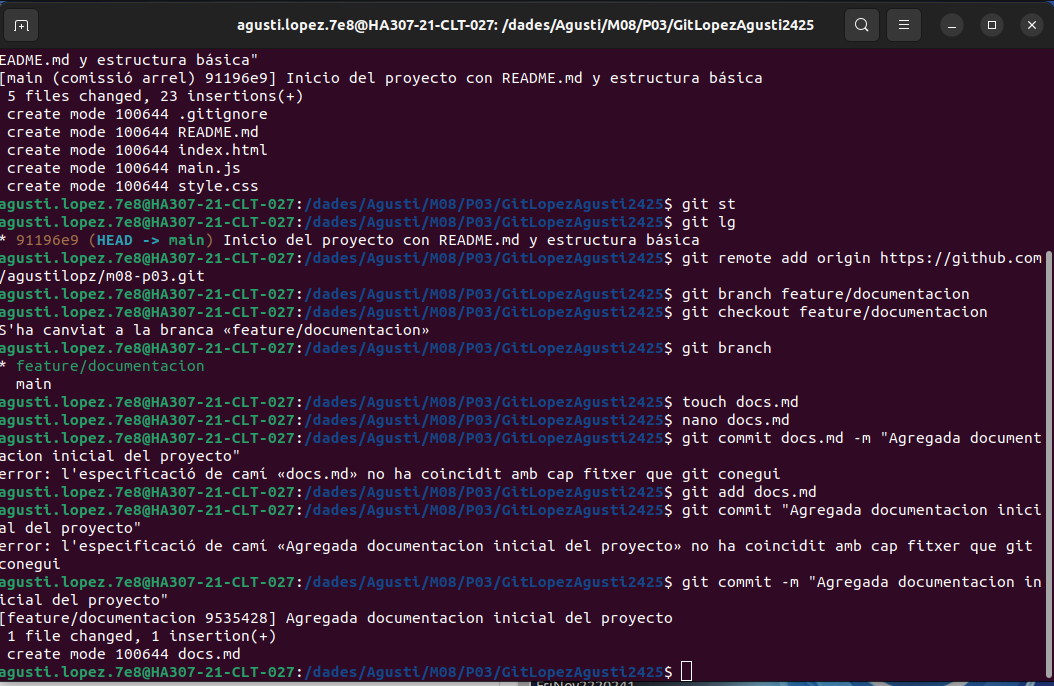 agusti.lopez.7e8@HA307-21-CLT-027: /dades/Agusti/M08/P03/GitLopezAgusti2425
EADME.md y estructura básica"
[main (comissió arrel) 91196e9] Inicio del proyecto con README.md y estructura básica
 5 files changed, 23 insertions(+)
 create mode 100644 .gitignore
 create mode 100644 README.md
 create mode 100644 index.html
 create mode 100644 main.js
 create mode 100644 style.css
agusti.lopez.7e8@HA307-21-CLT-027:/dades/Agusti/M08/P03/GitLopezAgusti2425$ git st
agusti.lopez.7e8@HA307-21-CLT-027:/dades/Agusti/M08/P03/GitLopezAgusti2425$ git lg
* 91196e9 (HEAD -> main) Inicio del proyecto con README.md y estructura básica
agusti.lopez.7e8@HA307-21-CLT-027:/dades/Agusti/M08/P03/GitLopezAgusti2425$ git remote add origin https://github.com
/agustilopz/m08-p03.git
agusti.lopez.7e8@HA307-21-CLT-027:/dades/Agusti/M08/P03/GitLopezAgusti2425$ git branch feature/documentacion
agusti.lopez.7e8@HA307-21-CLT-027:/dades/Agusti/M08/P03/GitLopezAgusti2425$ git checkout feature/documentacion
S'ha canviat a la branca «feature/documentacion»
agusti.lopez.7e8@HA307-21-CLT-027:/dades/Agusti/M08/P03/GitLopezAgusti2425$ git branch
* feature/documentacion
  main
agusti.lopez.7e8@HA307-21-CLT-027:/dades/Agusti/M08/P03/GitLopezAgusti2425$ touch docs.md
agusti.lopez.7e8@HA307-21-CLT-027:/dades/Agusti/M08/P03/GitLopezAgusti2425$ nano docs.md
agusti.lopez.7e8@HA307-21-CLT-027:/dades/Agusti/M08/P03/GitLopezAgusti2425$ git commit docs.md -m "Agregada document
acion inicial del proyecto"
error: l'especificació de camí «docs.md» no ha coincidit amb cap fitxer que git conegui
agusti.lopez.7e8@HA307-21-CLT-027:/dades/Agusti/M08/P03/GitLopezAgusti2425$ git add docs.md
agusti.lopez.7e8@HA307-21-CLT-027:/dades/Agusti/M08/P03/GitLopezAgusti2425$ git commit "Agregada documentacion inici
al del proyecto"
error: l'especificació de camí «Agregada documentacion inicial del proyecto» no ha coincidit amb cap fitxer que git
conegui
agusti.lopez.7e8@HA307-21-CLT-027:/dades/Agusti/M08/P03/GitLopezAgusti2425$ git commit -m "Agregada documentacion in
icial del proyecto"
[feature/documentacion 9535428] Agregada documentacion inicial del proyecto
 1 file changed, 1 insertion(+)
 create mode 100644 docs.md
agusti.lopez.7e8@HA307-21-CLT-027:/dades/Agusti/M08/P03/GitLopezAgusti2425$